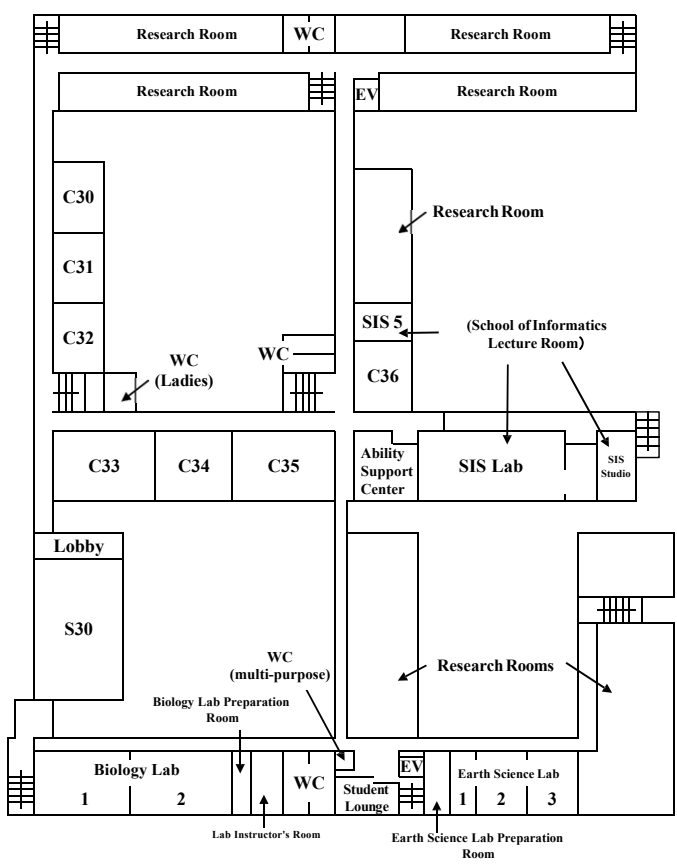 Research Room
WC
Research Room
Research Room
EV
Research Room
C30
Research Room
C31
C32
SIS 5
(School of Informatics
Lecture Room)
WC
WC
(Ladies)
C36
C33
C34
C35
Ability
Support
Center
SIS Lab
SIS
Studio
Lobby
S30
WC
(multi-purpose)
Research Rooms
Biology Lab Preparation
Room
Biology Lab
1
2
WC
EV
Student
Lounge
Earth Science Lab
1
2
3
Lab Instructor's Room
Earth Science Lab Preparation
Room